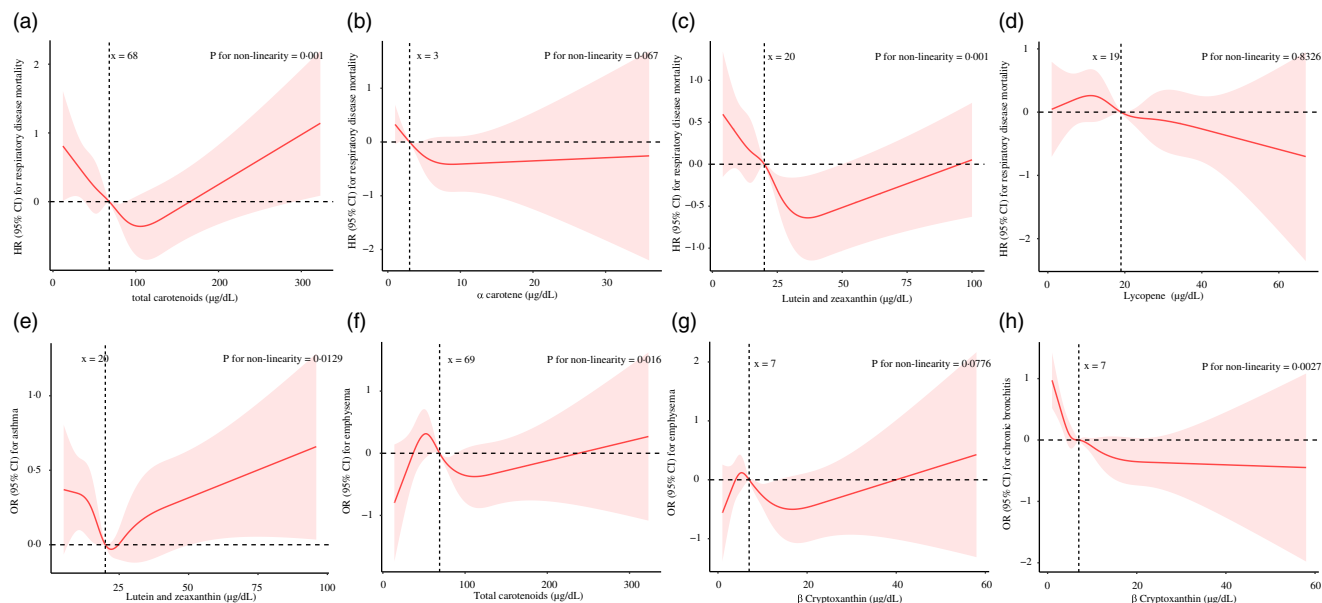 (a)
x = 68
P for non-linearity = 0·001
HR (95% CI) for respiratory disease mortality
2
1
0
0
100
200
300
total carotenoids (μg/dL)
(b)
x = 3
P for non-linearity = 0·067
HR (95% CI) for respiratory disease mortality
1
0
−1
−2
0
10
20
30
α carotene (μg/dL)
(c)
x = 20
P for non-linearity = 0·001
HR (95% CI) for respiratory disease mortality
1·0
0·5
0·0
−0·5
−1·0
0
25
50
75
100
Lutein and zeaxanthin (μg/dL)
(d)
x = 19
P for non-linearity = 0·8326
HR (95% CI) for respiratory disease mortality
1
0
−1
−2
0
20
40
60
Lycopene (μg/dL)
(e)
x = 20
P for non-linearity = 0·0129
OR (95% CI) for asthma
1·0
0·5
0·0
0
25
50
75
100
Lutein and zeaxanthin (μg/dL)
(f)
x = 69
P for non-linearity = 0·016
OR (95% CI) for emphysema
1
0
−1
0
100
200
300
Total carotenoids (μg/dL)
(g)
x = 7
P for non-linearity = 0·0776
OR (95% CI) for emphysema
2
1
0
−1
0
20
40
60
β Cryptoxanthin (μg/dL)
(h)
x = 7
P for non-linearity = 0·0027
OR (95% CI) for chronic bronchitis
1
0
−1
−2
0
20
40
60
β Cryptoxanthin (μg/dL)